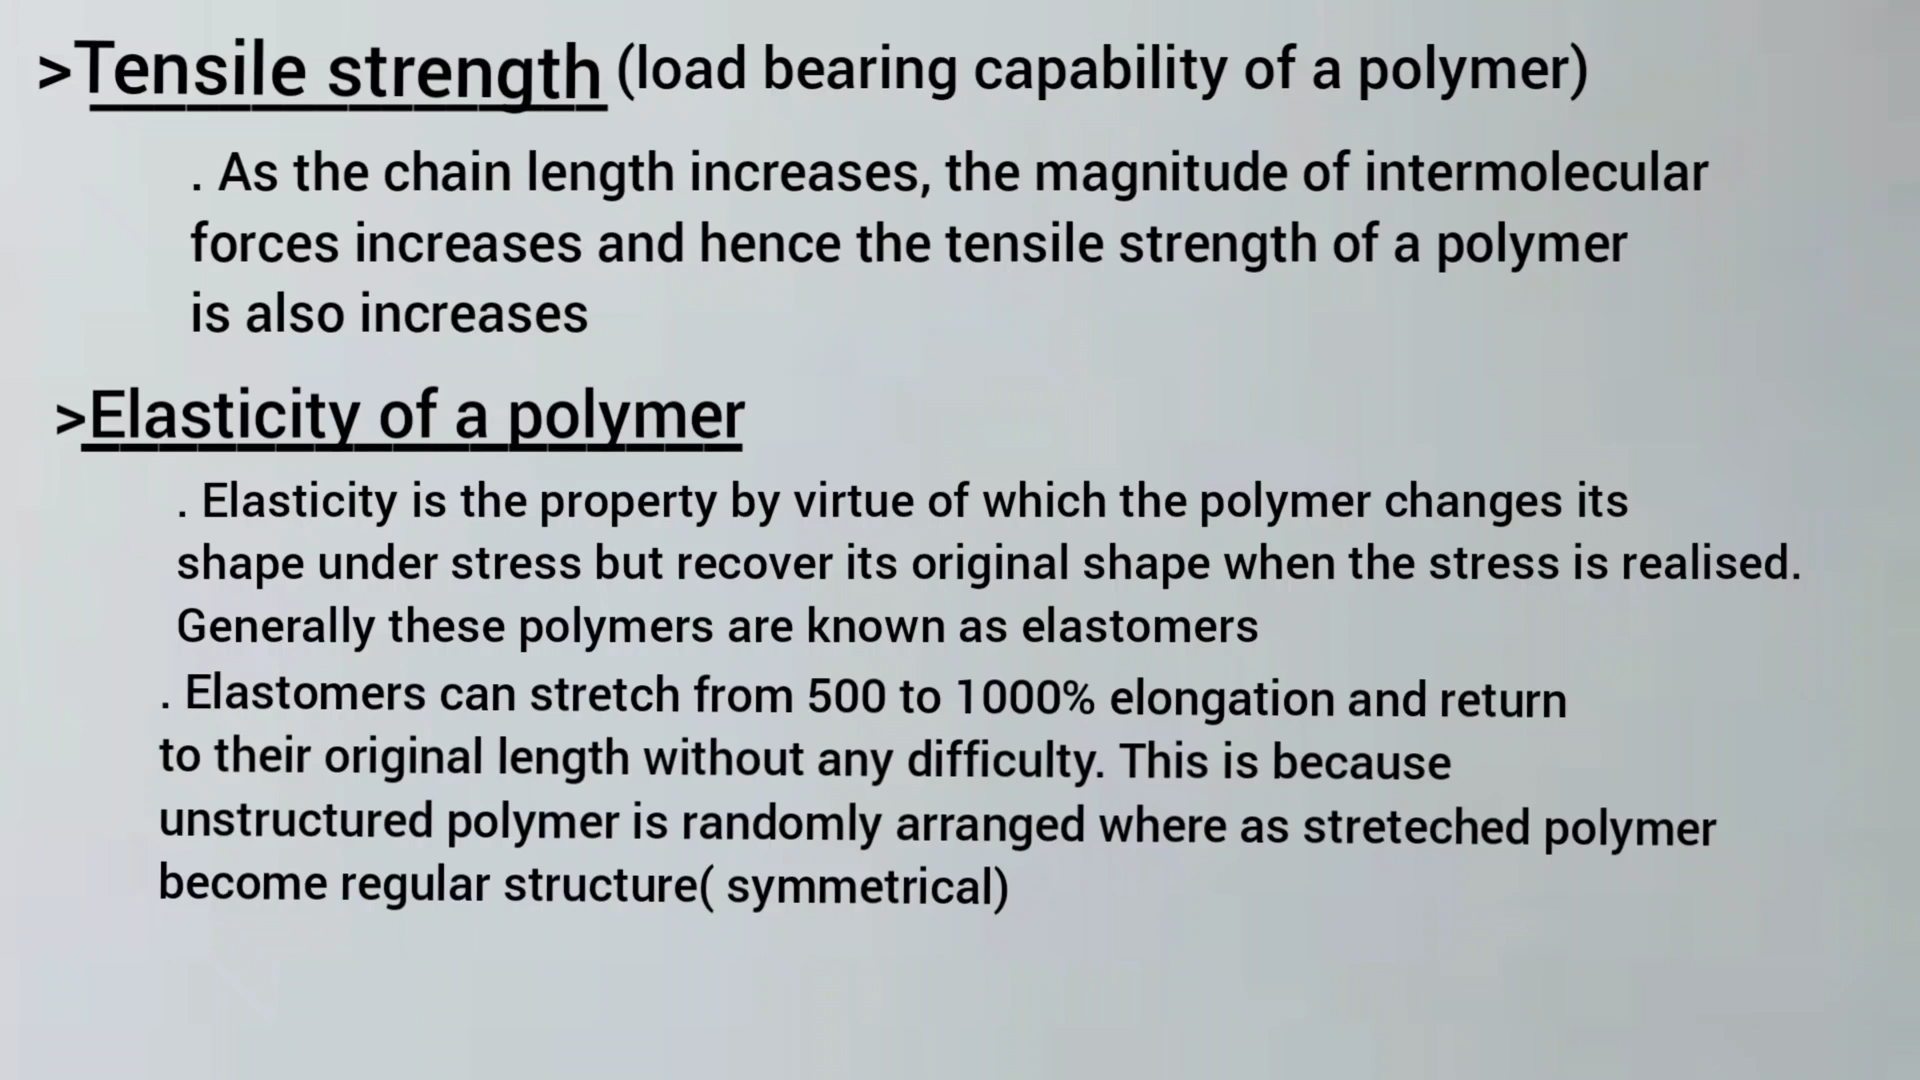 >Tensile strength (load bearing capability of a polymer)
. As the chain length increases, the magnitude of intermolecular
forces increases and hence the tensile strength of a polymer
is also increases
>Elasticity of a polymer
. Elasticity is the property by virtue of which the polymer changes its
shape under stress but recover its original shape when the stress is realised.
Generally these polymers are known as elastomers
. Elastomers can stretch from 500 to 1000% elongation and return
to their original length without any difficulty. This is because
unstructured polymer is randomly arranged where as streteched polymer
become regular structure( symmetrical)